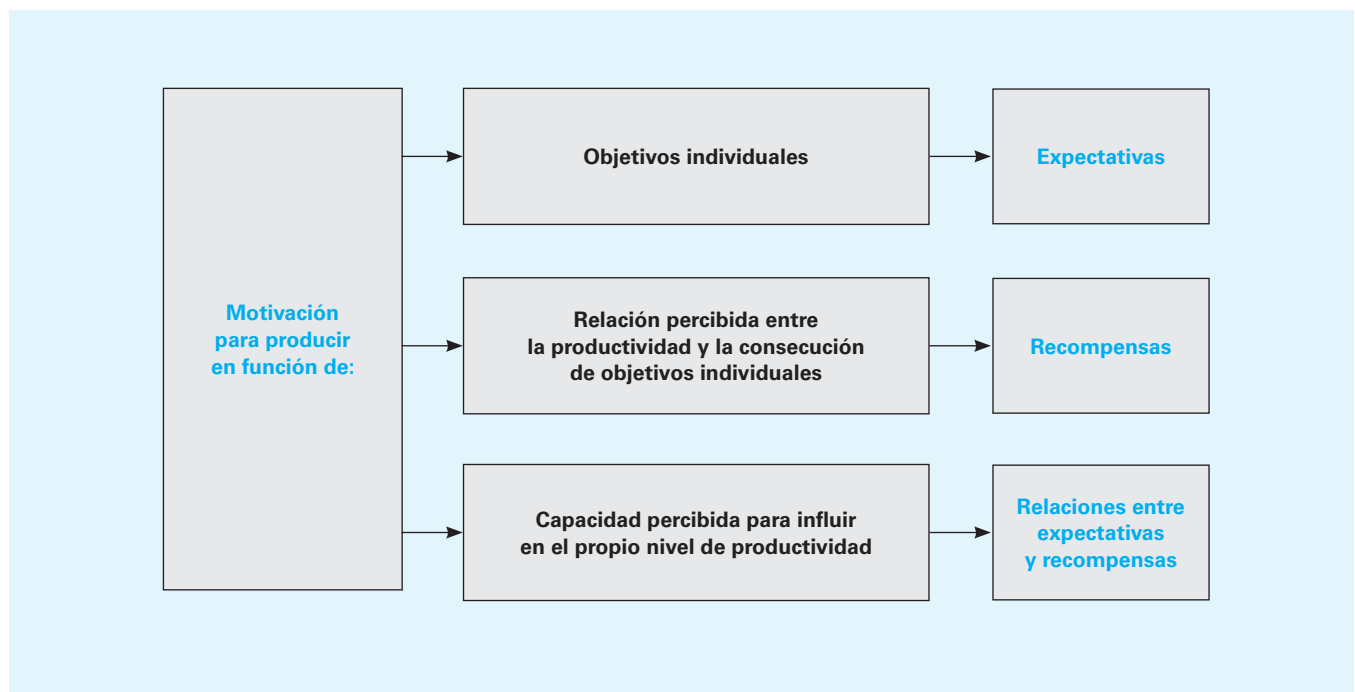 Motivación
para producir
en función de:
Objetivos individuales
Expectativas
Relación percibida entre
la productividad y la consecución
de objetivos individuales
Recompensas
Capacidad percibida para influir
en el propio nivel de productividad
Relaciones entre
expectativas
y recompensas